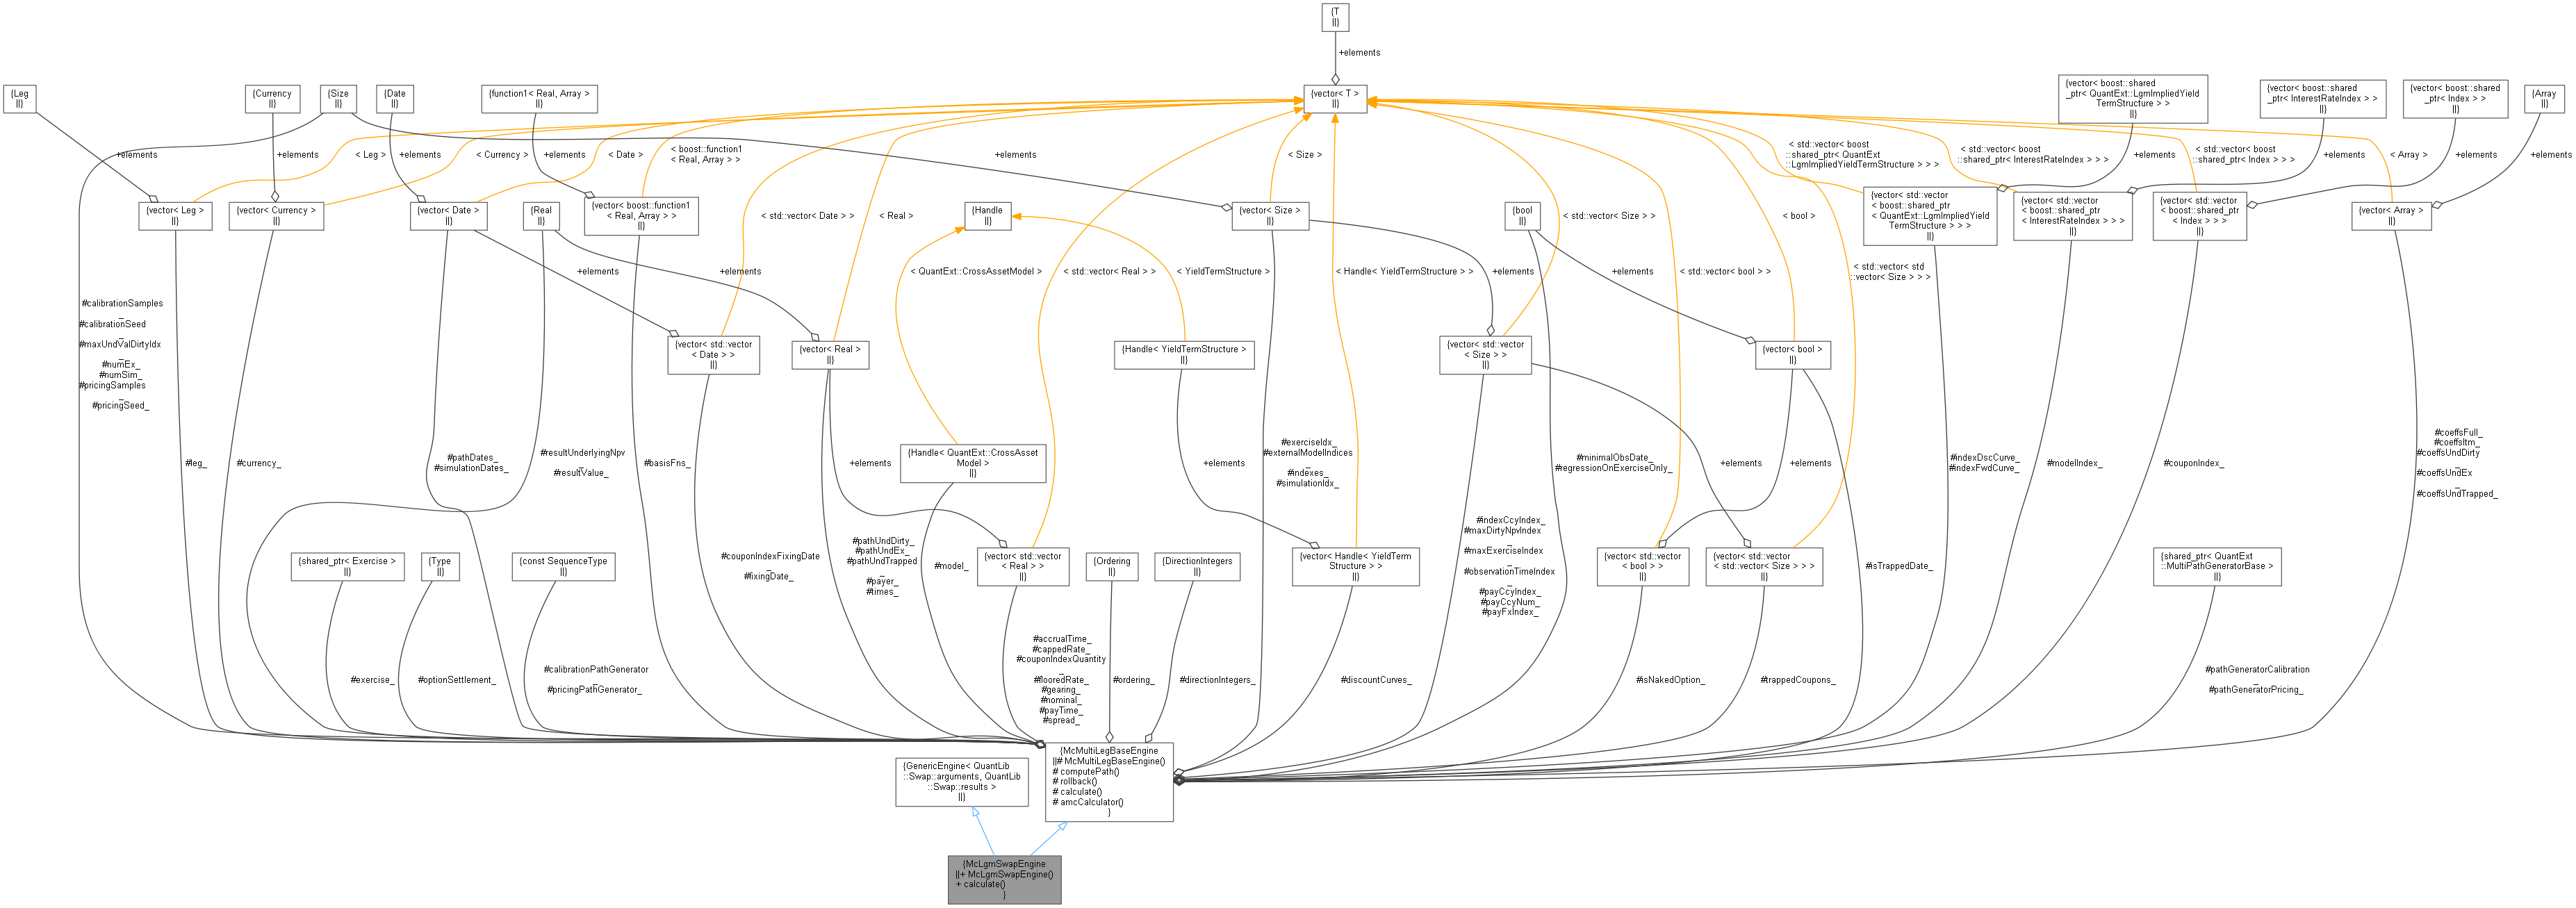 {T
||}
+elements
{Leg
||}
{Currency
||}
{Size
||}
{Date
||}
{function1< Real, Array >
||}
{vector< T >
||}
{vector< boost::shared
_ptr< QuantExt::LgmImpliedYield
TermStructure > >
||}
{vector< boost::shared
_ptr< InterestRateIndex > >
||}
{vector< boost::shared
_ptr< Index > >
||}
{Array
||}
+elements
< Leg >
+elements
< Currency >
+elements
< Date >
+elements
< boost::function1
< Real, Array > >
+elements
< Size >
< std::vector< boost
::shared_ptr< QuantExt
::LgmImpliedYieldTermStructure > > >
+elements
< std::vector< boost
::shared_ptr< InterestRateIndex > > >
+elements
< std::vector< boost
::shared_ptr< Index > > >
+elements
< Array >
+elements
{vector< Leg >
||}
{vector< Currency >
||}
{vector< Date >
||}
{Real
||}
{vector< boost::function1
< Real, Array > >
||}
< std::vector< Date > >
< Real >
{Handle
||}
{vector< Size >
||}
{bool
||}
< std::vector< Size > >
< bool >
{vector< std::vector
< boost::shared_ptr
< QuantExt::LgmImpliedYield
TermStructure > > >
||}
{vector< std::vector
< boost::shared_ptr
< InterestRateIndex > > >
||}
{vector< std::vector
< boost::shared_ptr
< Index > > >
||}
{vector< Array >
||}
+elements
+elements
< QuantExt::CrossAssetModel >
< std::vector< Real > >
< YieldTermStructure >
< Handle< YieldTermStructure > >
+elements
+elements
< std::vector< bool > >
< std::vector< std
::vector< Size > > >
#calibrationSamples
_
#calibrationSeed
_
#maxUndValDirtyIdx
_
#numEx_
#numSim_
#pricingSamples
_
#pricingSeed_
{vector< std::vector
< Date > >
||}
{vector< Real >
||}
{Handle< YieldTermStructure >
||}
{vector< std::vector
< Size > >
||}
{vector< bool >
||}
#leg_
#currency_
#pathDates_
#simulationDates_
#resultUnderlyingNpv
_
#resultValue_
#basisFns_
+elements
{Handle< QuantExt::CrossAsset
Model >
||}
+elements
#exerciseIdx_
#externalModelIndices
_
#indexes_
#simulationIdx_
#minimalObsDate_
#regressionOnExerciseOnly_
+elements
+elements
#indexDscCurve_
#indexFwdCurve_
#modelIndex_
#couponIndex_
#coeffsFull_
#coeffsItm_
#coeffsUndDirty
_
#coeffsUndEx
_
#coeffsUndTrapped_
{shared_ptr< Exercise >
||}
{Type
||}
{const SequenceType
||}
#couponIndexFixingDate
_
#fixingDate_
#pathUndDirty_
#pathUndEx_
#pathUndTrapped
_
#payer_
#times_
#model_
{vector< std::vector
< Real > >
||}
{Ordering
||}
{DirectionIntegers
||}
{vector< Handle< YieldTerm
Structure > >
||}
#indexCcyIndex_
#maxDirtyNpvIndex
_
#maxExerciseIndex
_
#observationTimeIndex
_
#payCcyIndex_
#payCcyNum_
#payFxIndex_
{vector< std::vector
< bool > >
||}
{vector< std::vector
< std::vector< Size > > >
||}
#isTrappedDate_
{shared_ptr< QuantExt
::MultiPathGeneratorBase >
||}
#exercise_
#optionSettlement_
#calibrationPathGenerator
_
#pricingPathGenerator_
#accrualTime_
#cappedRate_
#couponIndexQuantity
_
#flooredRate_
#gearing_
#nominal_
#payTime_
#spread_
#ordering_
#directionIntegers_
#discountCurves_
#isNakedOption_
#trappedCoupons_
#pathGeneratorCalibration
_
#pathGeneratorPricing_
{GenericEngine< QuantLib
::Swap::arguments, QuantLib
::Swap::results >
||}
{McMultiLegBaseEngine
||# McMultiLegBaseEngine()
# computePath()
# rollback()
# calculate()
# amcCalculator()
}
{McLgmSwapEngine
||+ McLgmSwapEngine()
+ calculate()
}